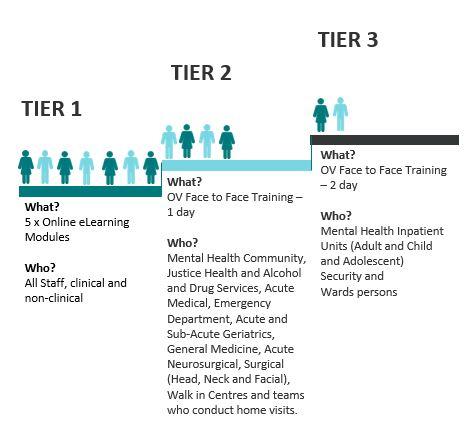 TIER 1
What?
5 x Online eLearning
Modules
Who?
All Staff, clinical and
non-clinical
TIER 2
What?
OV Face to Face Training –
1 day
Who?
Mental Health Community,
Justice Health and Alcohol
and Drug Services, Acute
Medical, Emergency
Department, Acute and
Sub-Acute Geriatrics,
General Medicine, Acute
Neurosurgical, Surgical
(Head, Neck and Facial),
Walk in Centres and teams
who conduct home visits.
TIER 3
What?
OV Face to Face Training
– 2 day
Who?
Mental Health Inpatient
Units (Adult and Child
and Adolescent)
Security and
Wards persons